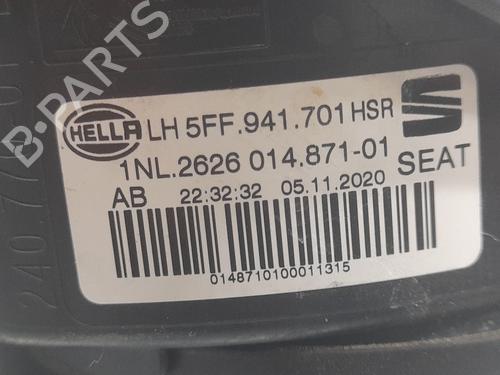 HELLA LH 5FF.941.701 HSR
1NL.2626 014.871-01 SEAT
AB 22:32:32 05.11.2020
0148710100011315
B-PARTS